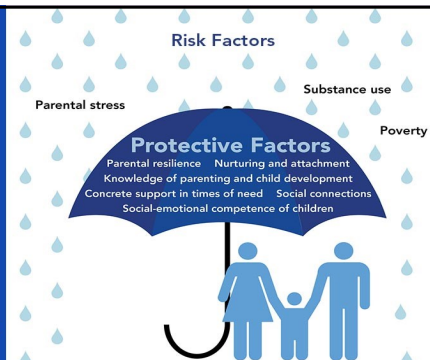 Risk Factors
Substance use
Parental stress
Poverty
Protective Factors
Parental resilience Nurturing and attachment
Knowledge of parenting and child development
Concrete support in times of need Social connections
Social-emotional competence of children